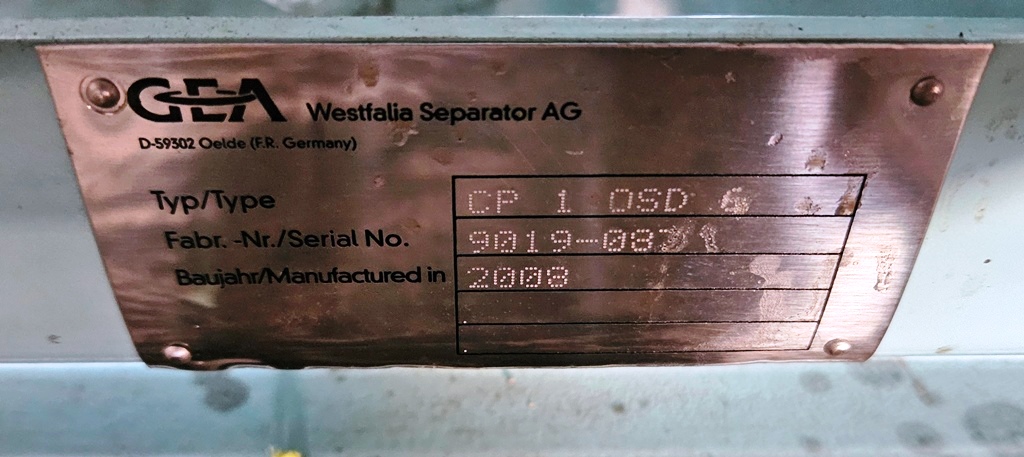 GEA Westfalia Separator AG
D-59302 Oelde (F.R. Germany)
Typ/Type CP 1 OSD 6
Fabr. -Nr./Serial No.
Baujahr/Manufactured in 2008